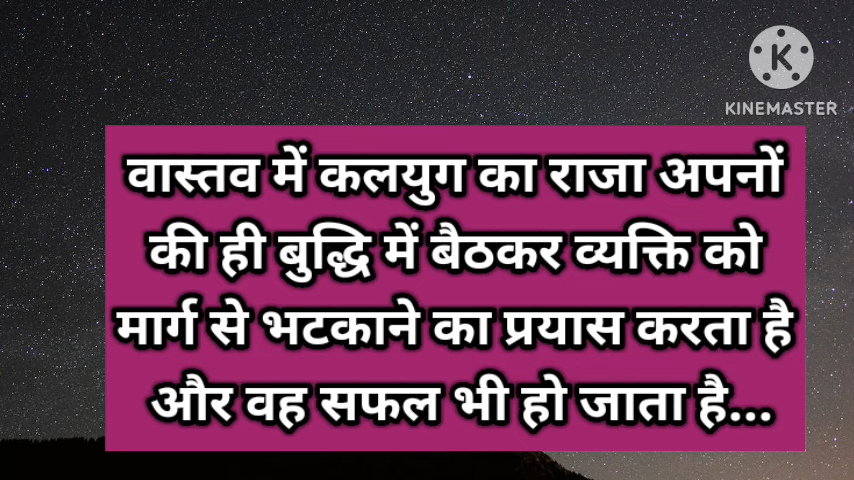 KINEMASTER
वास्तव में कलयुग का राजा अपनों
की ही बुद्धि में बैठकर व्यक्ति को
मार्ग से भटकाने का प्रयास करता है
और वह सफल भी हो जाता है...